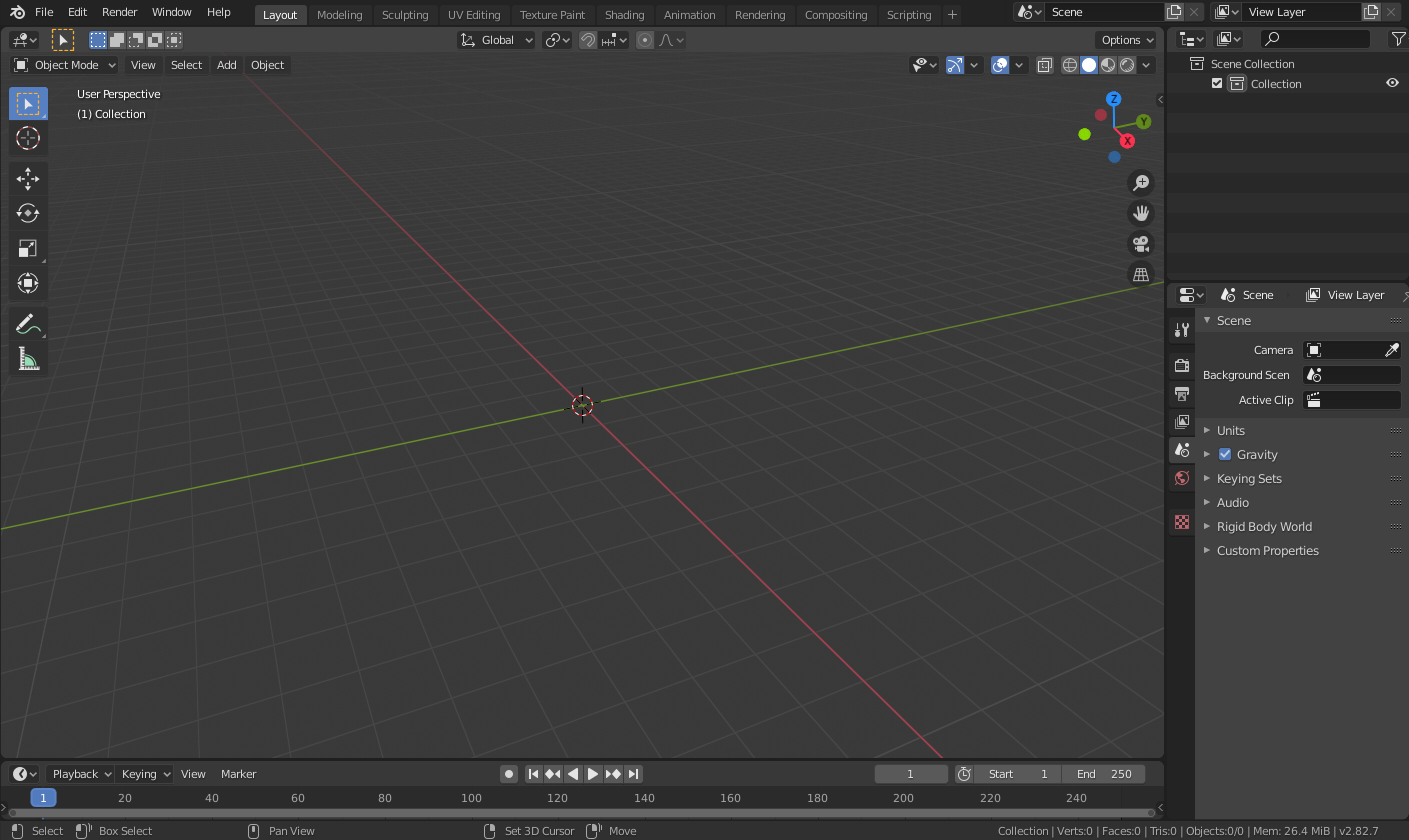 File Edit Render Window Help Layout Modeling Sculpting UV Editing Texture Paint Shading Animation Rendering Compositing Scripting + Scene View Layer
Global Options
Object Mode View Select Add Object
User Perspective
(1) Collection
Z
Y
X
Scene Collection
Collection
Scene View Layer
Scene
Camera
Background Scen
Active Clip
Units
Gravity
Keying Sets
Audio
Rigid Body World
Custom Properties
Playback Keying View Marker 1 Start 1 End 250
1 20 40 60 80 100 120 140 160 180 200 220 240
Select Box Select Pan View Set 3D Cursor Move Collection | Verts:0 | Faces:0 | Tris:0 | Objects:0/0 | Mem: 26.4 MiB | v2.82.7